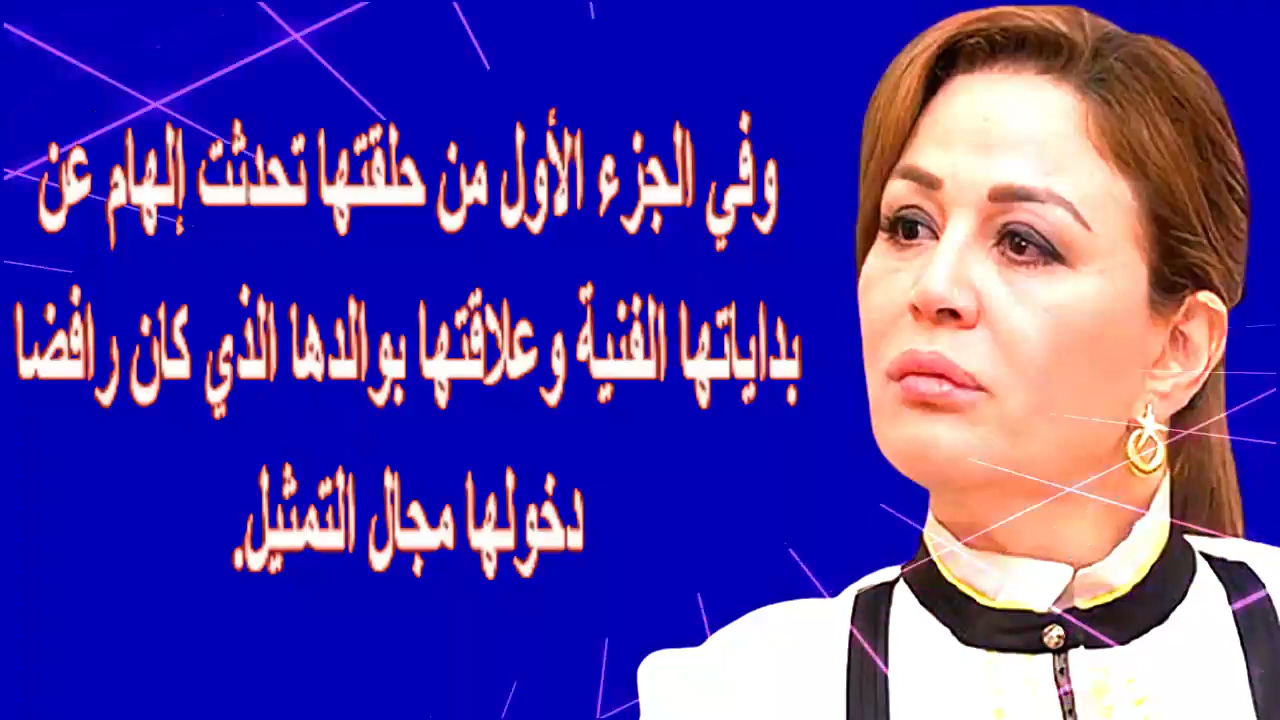 وفي الجزء الأول من حلقتها تحدثت إلهام عن
بداياتها الفنية وعلاقتها بوالدها الذي كان رافضا
دخولها مجال التمثيل.